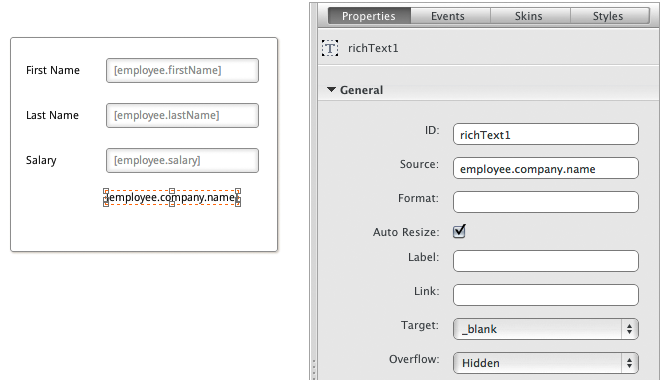 First Name [employee.firstName]
Last Name [employee.lastName]
Salary [employee.salary]
[employee.company.name]
Properties Events Skins Styles
T richText1
General
ID: richText1
Source: employee.company.name
Format:
Auto Resize:
Label:
Link:
Target: _blank
Overflow: Hidden